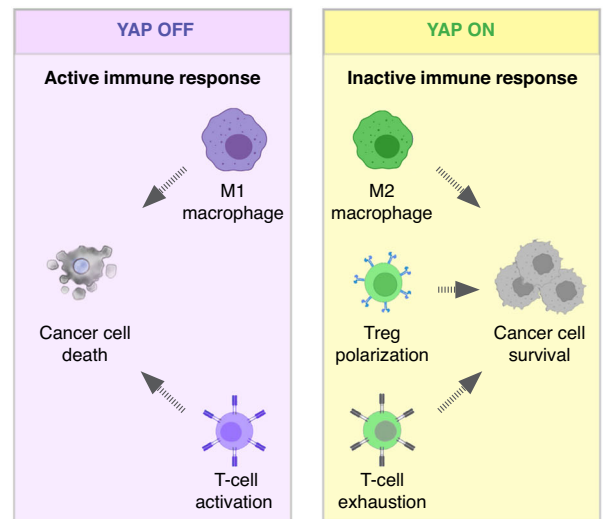 YAP OFF
Active immune response
M1
macrophage
Cancer cell
death
T-cell
activation
YAP ON
Inactive immune response
M2
macrophage
Treg
polarization
Cancer cell
survival
T-cell
exhaustion